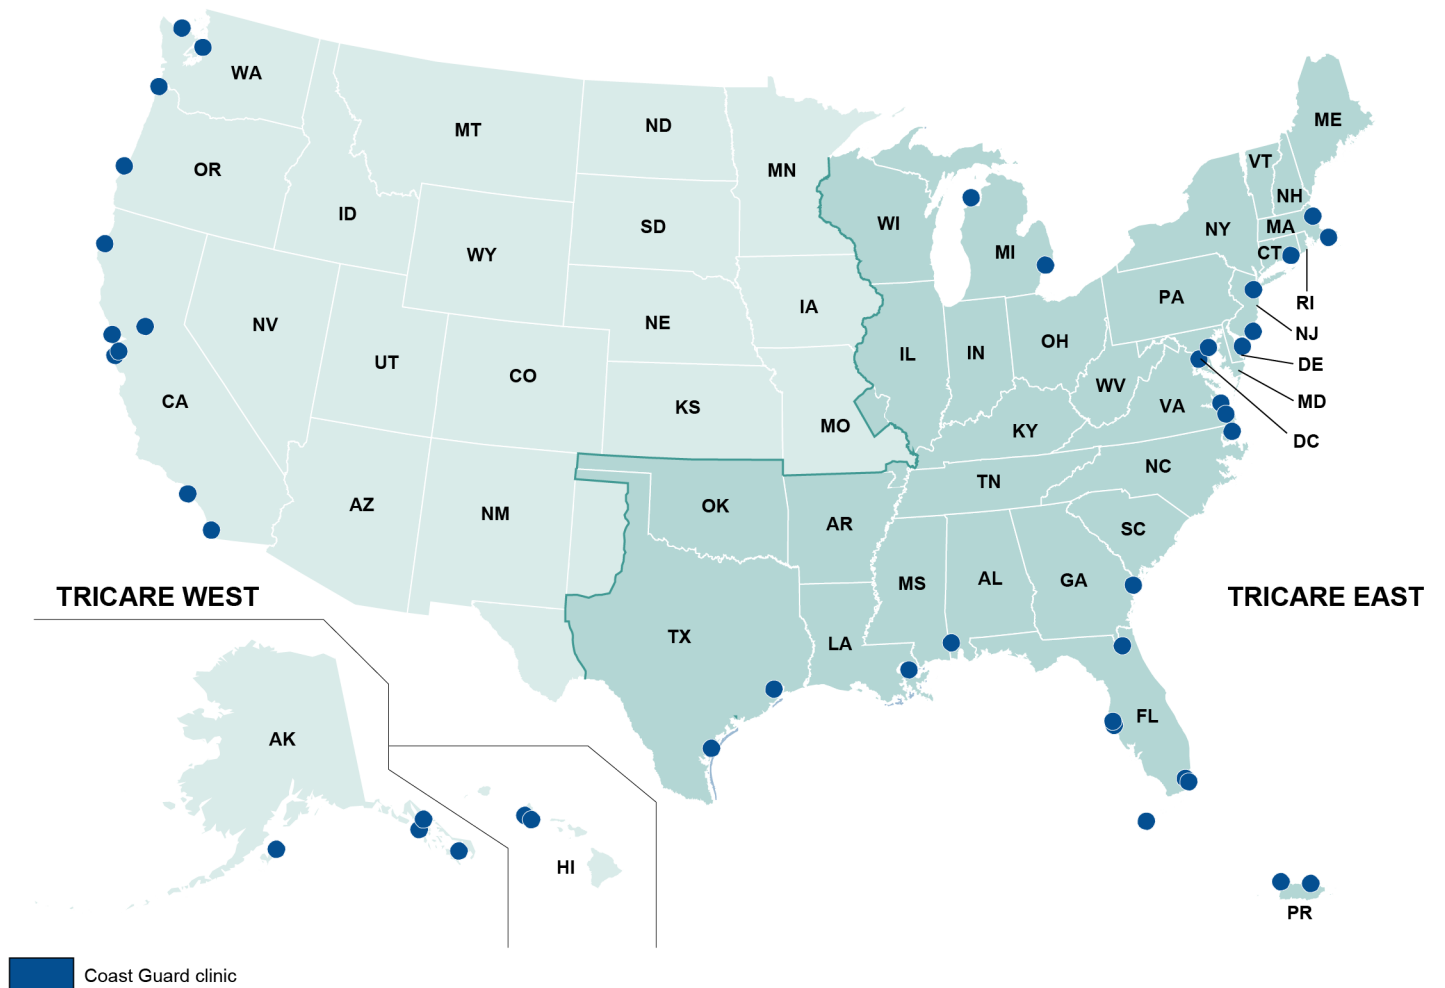 WA
MT
ND
MN
OR
ID
SD
WY
WI
MI
NY
VT
NH
ME
MA
CT
RI
NJ
DE
MD
DC
PA
IA
NE
NV
UT
CO
IL
IN
OH
WV
VA
CA
KS
MO
KY
NC
TN
AZ
NM
OK
AR
SC
MS
AL
GA
TRICARE WEST
TRICARE EAST
TX
LA
FL
AK
HI
PR
Coast Guard clinic